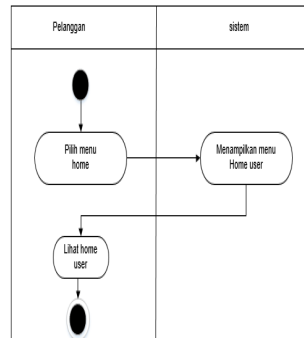 Pelanggan
sistem
Pilih menu
home
Menampilkan menu
Home user
Lihat home
user